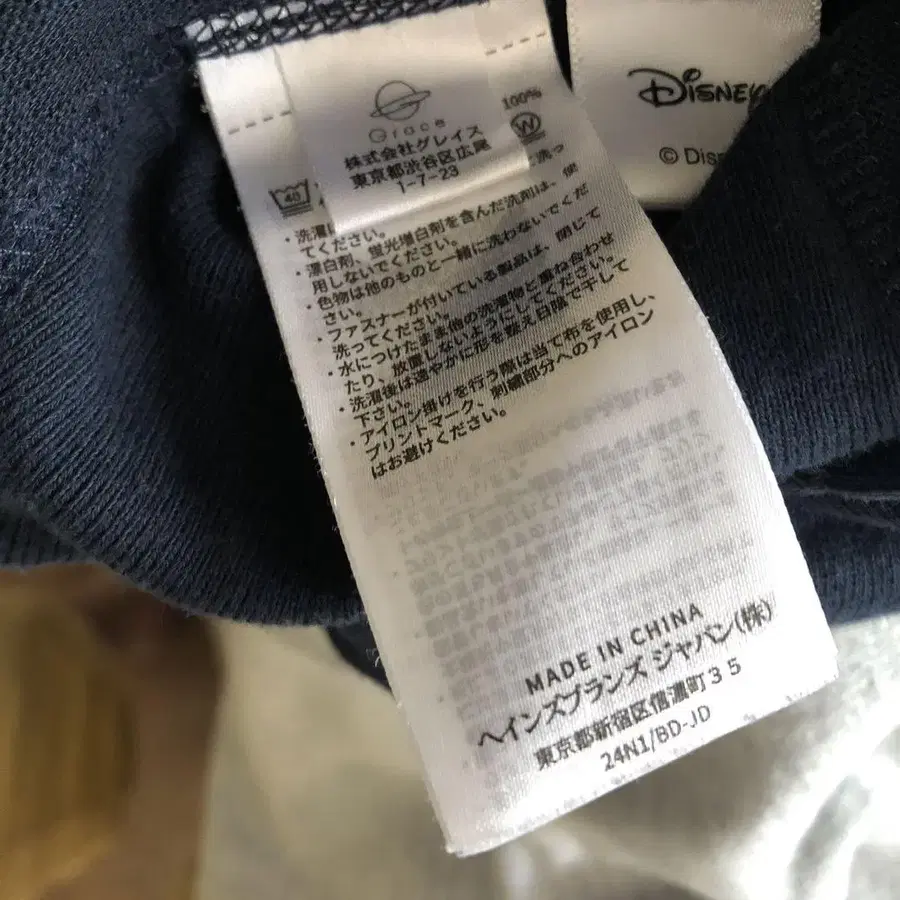 Grace
株式会社グレイス
東京都渋谷区広尾
1-7-23
100%
W
40
・洗濯
洗剤は、使
てください。
・漂白剤、蛍光増白剤を含んだ
用しないでください。
・色物は他のものと一緒に洗わないでくだ
さい。
・ファスナーが付いている製品は、閉じて
洗ってください。
・水につけたまま他の洗濯物と重ね合わせ
たり、放置しないようにしてください。
・洗濯後は速やかに形を整え日陰で干して
下さい。
・アイロン掛けを行う際は当て布を使用し、
プリントマーク、刺繍部分へのアイロン
はお避けください。
MADE IN CHINA
ヘインズブランズ ジャパン(株)
東京都新宿区信濃町35
24N1/BD-JD
DISNEY
©